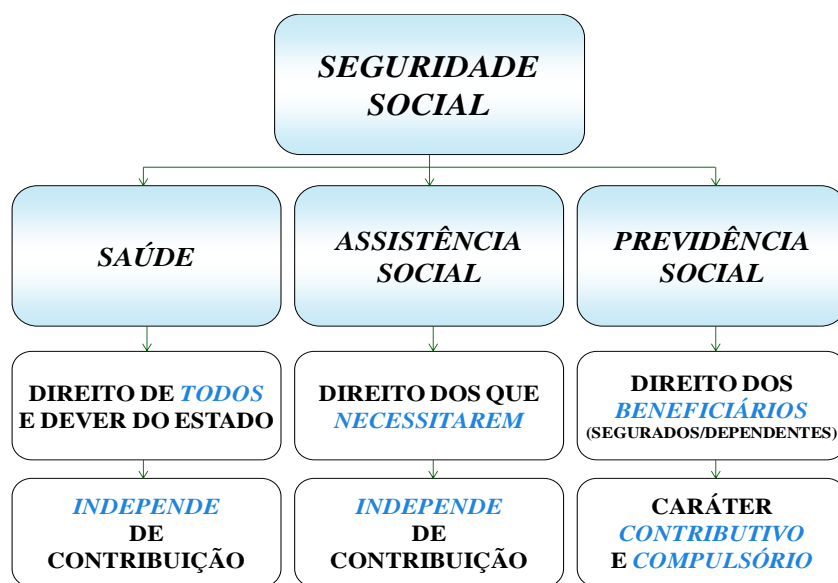 SEGURIDADE
SOCIAL
SAÚDE
ASSISTÊNCIA
SOCIAL
PREVIDÊNCIA
SOCIAL
DIREITO DE TODOS
E DEVER DO ESTADO
DIREITO DOS QUE
NECESSITAREM
DIREITO DOS
BENEFICIÁRIOS
(SEGURADOS/DEPENDENTES)
INDEPENDE
DE
CONTRIBUIÇÃO
INDEPENDE
DE
CONTRIBUIÇÃO
CARÁTER
CONTRIBUTIVO
E COMPULSÓRIO